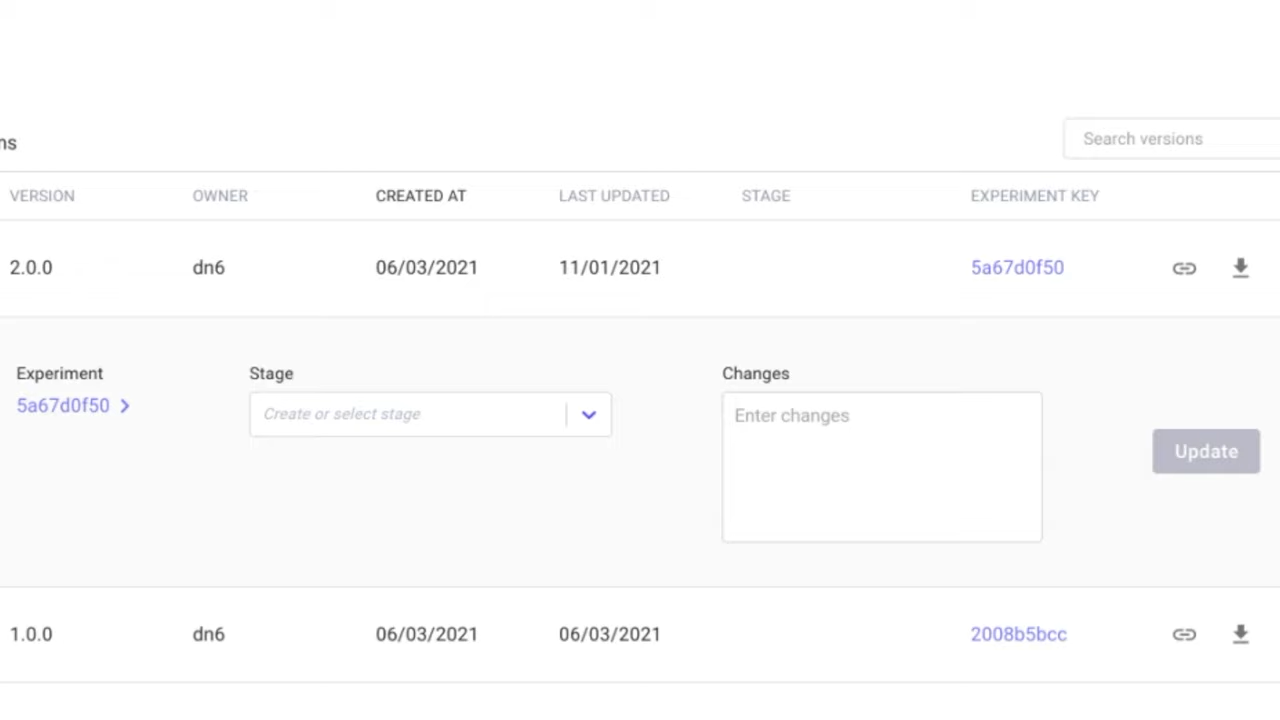 ns
Search versions
VERSION OWNER CREATED AT LAST UPDATED STAGE EXPERIMENT KEY
2.0.0 dn6 06/03/2021 11/01/2021 5a67d0f50
Experiment Stage Changes
5a67d0f50 Create or select stage Enter changes
Update
1.0.0 dn6 06/03/2021 06/03/2021 2008b5bcc